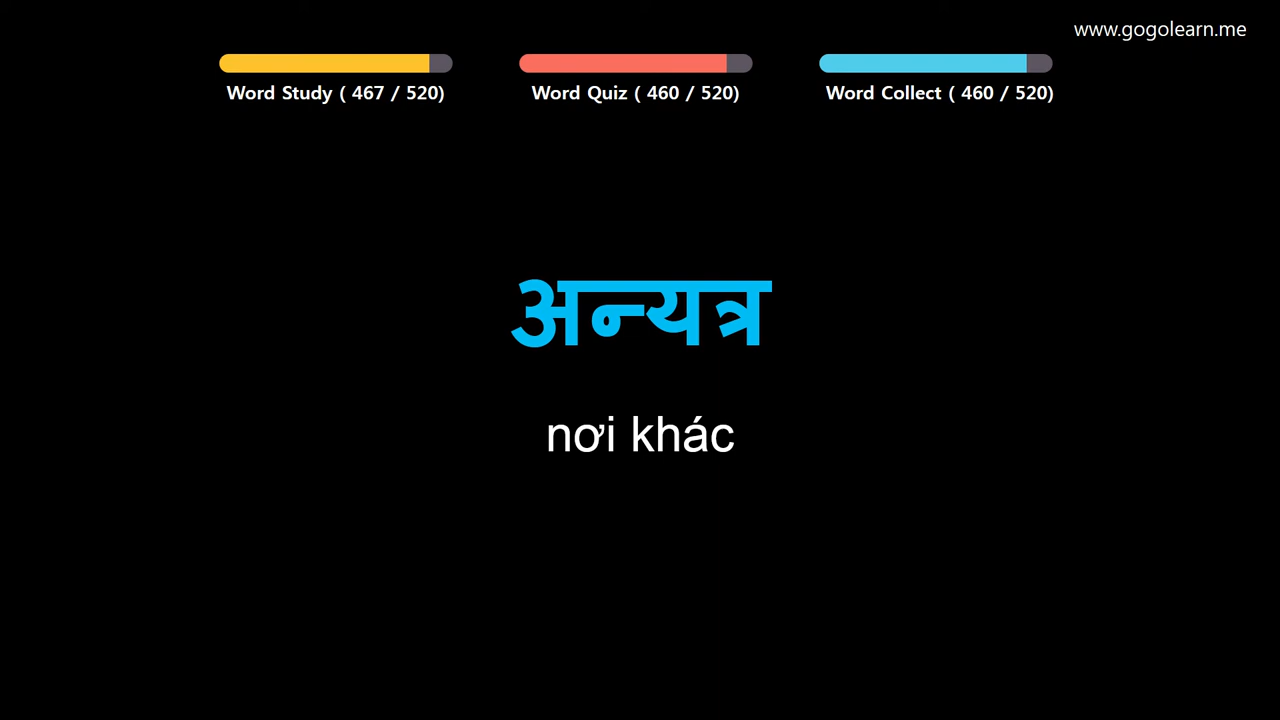 www.gogolearn.me
Word Study ( 467 / 520)
Word Quiz ( 460 / 520)
Word Collect ( 460 / 520)
अन्यत्र
nơi khác